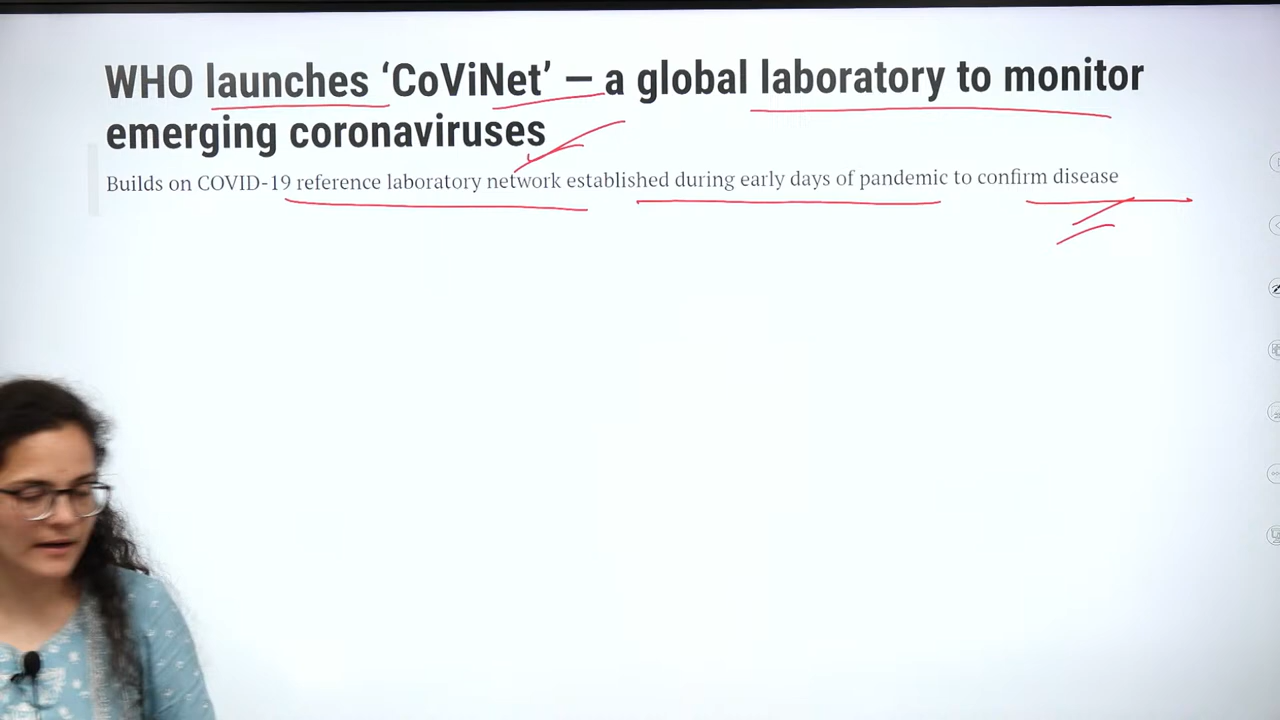 WHO launches ‘CoViNet’ — a global laboratory to monitor
emerging coronaviruses
Builds on COVID-19 reference laboratory network established during early days of pandemic to confirm disease